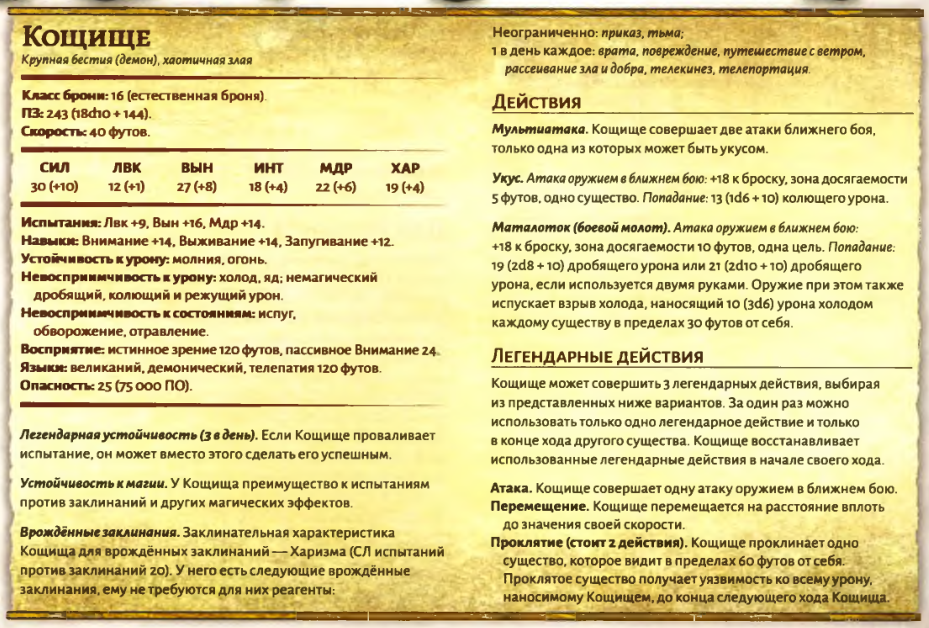 Кощище
Крупная бестия (демон), хаотичная злая
Класс брони: 16 (естественная броня).
ПЗ: 243 (18d10 + 144).
Скорость: 40 футов.
СИЛ ЛВК ВЫН ИНТ МДР ХАР
30 (+10) 12 (+1) 27 (+8) 18 (+4) 22 (+6) 19 (+4)
Испытания: Лвк +9, Вын +16, Мдр +14.
Навыки: Внимание +14, Выживание +14, Запугивание +12.
Устойчивость к урону: молния, огонь.
Невосприимчивость к урону: холод, яд; немагический
дробящий, колющий и режущий урон.
Невосприимчивость к состояниям: испуг,
обворожение, отравление.
Восприятие: истинное зрение 120 футов, пассивное Внимание 24.
Языки: великаний, демонический, телепатия 120 футов.
Опасность: 25 (75 000 ПО).
Легендарная устойчивость (3 в день). Если Кощище проваливает
испытание, он может вместо этого сделать его успешным.
Устойчивость к магии. У Кощища преимущество к испытаниям
против заклинаний и других магических эффектов.
Врождённые заклинания. Заклинательная характеристика
Кощища для врождённых заклинаний — Харизма (СЛ испытаний
против заклинаний 20). У него есть следующие врождённые
заклинания, ему не требуются для них реагенты:
Неограниченно: приказ, тьма;
1 в день каждое: врата, повреждение, путешествие с ветром,
рассеивание зла и добра, телекинез, телепортация.
Действия
Мультиатака. Кощище совершает две атаки ближнего боя,
только одна из которых может быть укусом.
Укус. Атака оружием в ближнем бою: +18 к броску, зона досягаемости
5 футов, одно существо. Попадание: 13 (1d6 + 10) колющего урона.
Маталоток (боевой молот). Атака оружием в ближнем бою:
+18 к броску, зона досягаемости 10 футов, одна цель. Попадание:
19 (2d8 + 10) дробящего урона или 21 (2d10 + 10) дробящего
урона, если используется двумя руками. Оружие при этом также
испускает взрыв холода, наносящий 10 (3d6) урона холодом
каждому существу в пределах 30 футов от себя.
Легендарные действия
Кощище может совершить 3 легендарных действия, выбирая
из представленных ниже вариантов. За один раз можно
использовать только одно легендарное действие и только
в конце хода другого существа. Кощище восстанавливает
использованные легендарные действия в начале своего хода.
Атака. Кощище совершает одну атаку оружием в ближнем бою.
Перемещение. Кощище перемещается на расстояние вплоть
до значения своей скорости.
Проклятие (стоит 2 действия). Кощище проклинает одно
существо, которое видит в пределах 60 футов от себя.
Проклятое существо получает уязвимость ко всему урону,
наносимому Кощищем, до конца следующего хода Кощища.